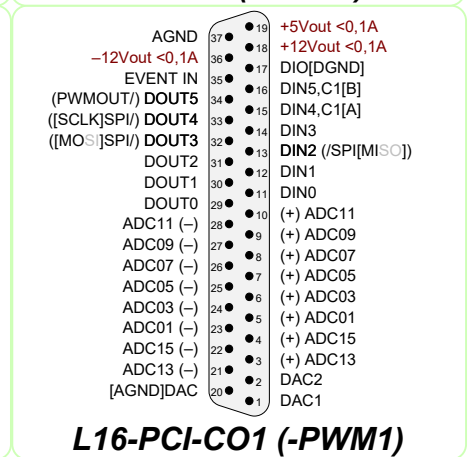 AGND 37 19 +5Vout <0,1A
–12Vout <0,1A 36 18 +12Vout <0,1A
EVENT IN 35 17 DIO[DGND]
(PWMOUT/) DOUT5 34 16 DIN5,C1[B]
([SCLK]SPI/) DOUT4 33 15 DIN4,C1[A]
([MOSI]SPI/) DOUT3 32 14 DIN3
DOUT2 31 13 DIN2 (/SPI[MISO])
DOUT1 30 12 DIN1
DOUT0 29 11 DIN0
ADC11 (–) 28 10 (+) ADC11
ADC09 (–) 27 9 (+) ADC09
ADC07 (–) 26 8 (+) ADC07
ADC05 (–) 25 7 (+) ADC05
ADC03 (–) 24 6 (+) ADC03
ADC01 (–) 23 5 (+) ADC01
ADC15 (–) 22 4 (+) ADC15
ADC13 (–) 21 3 (+) ADC13
[AGND]DAC 20 2 DAC2
1 DAC1
L16-PCI-CO1 (-PWM1)